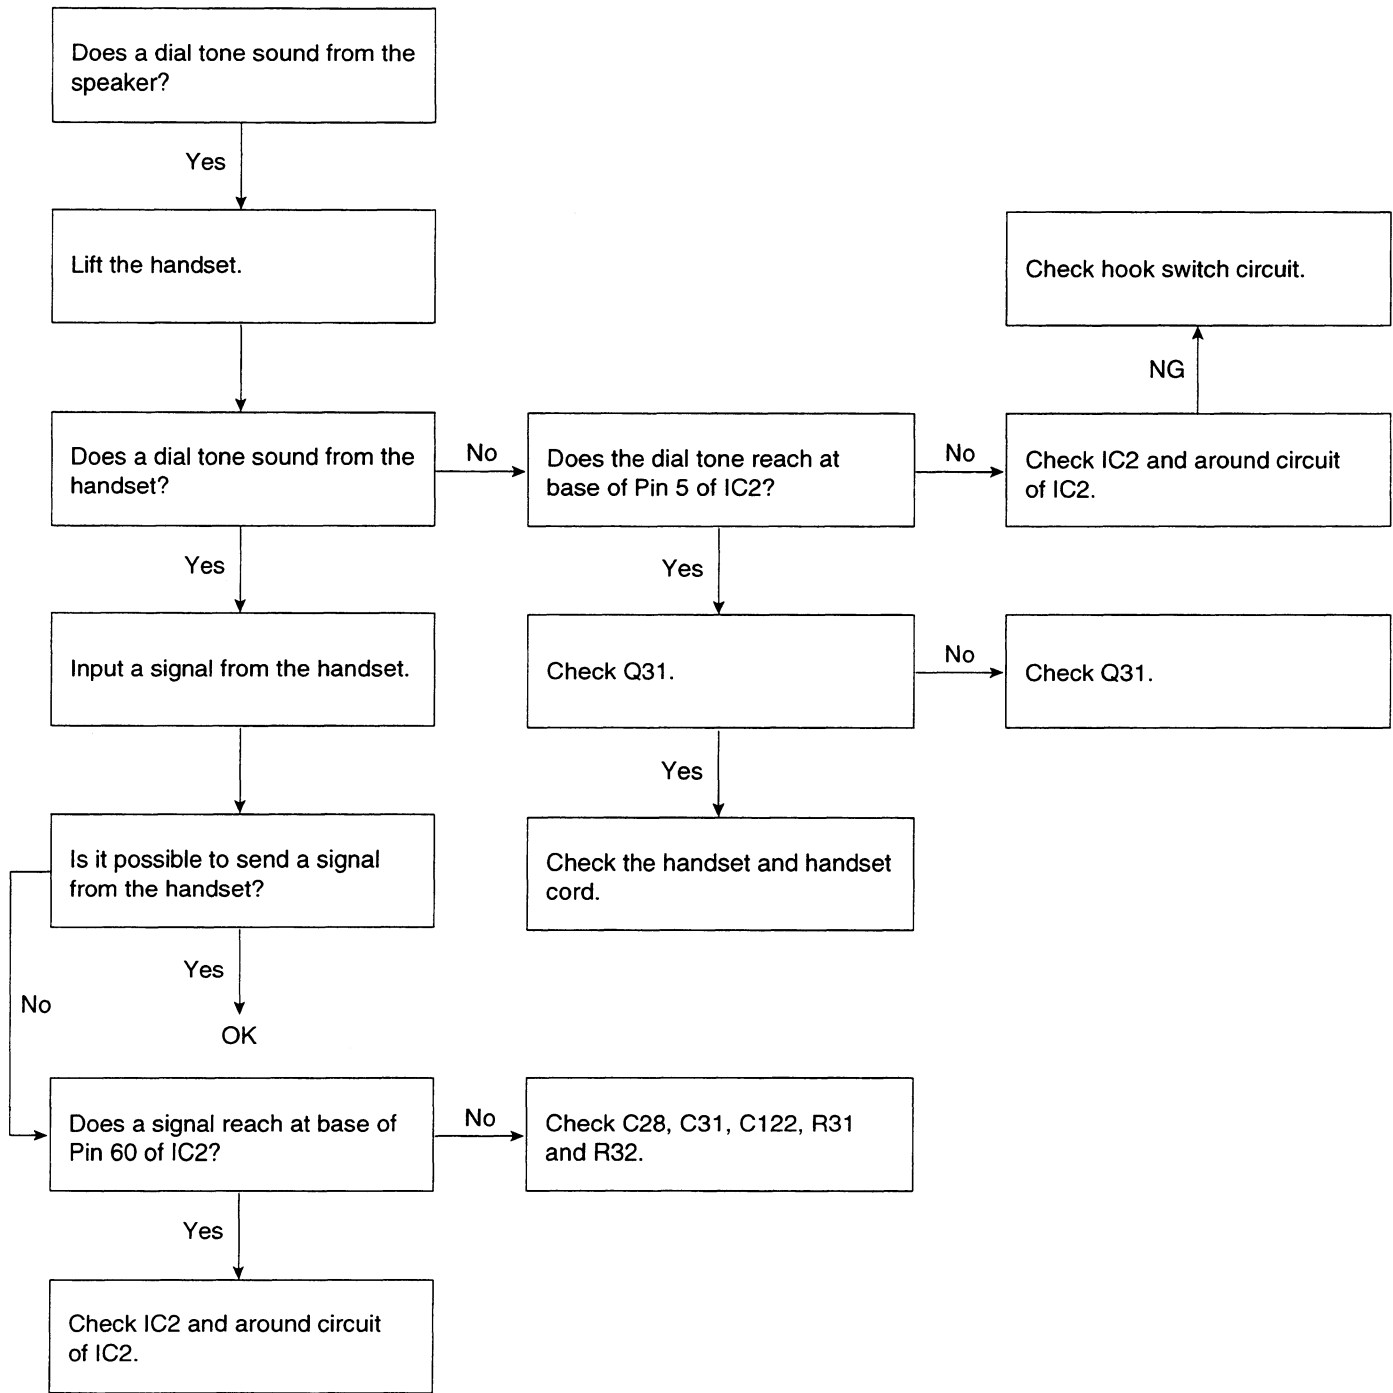 Does a dial tone sound from the
speaker?
Yes
Lift the handset.
Check hook switch circuit.
NG
Does a dial tone sound from the
handset?
No
Does the dial tone reach at
base of Pin 5 of IC2?
No
Check IC2 and around circuit
of IC2.
Yes
Yes
Input a signal from the handset.
Check Q31.
No
Check Q31.
Yes
Is it possible to send a signal
from the handset?
Check the handset and handset
cord.
Yes
No
OK
Does a signal reach at base of
Pin 60 of IC2?
No
Check C28, C31, C122, R31
and R32.
Yes
Check IC2 and around circuit
of IC2.